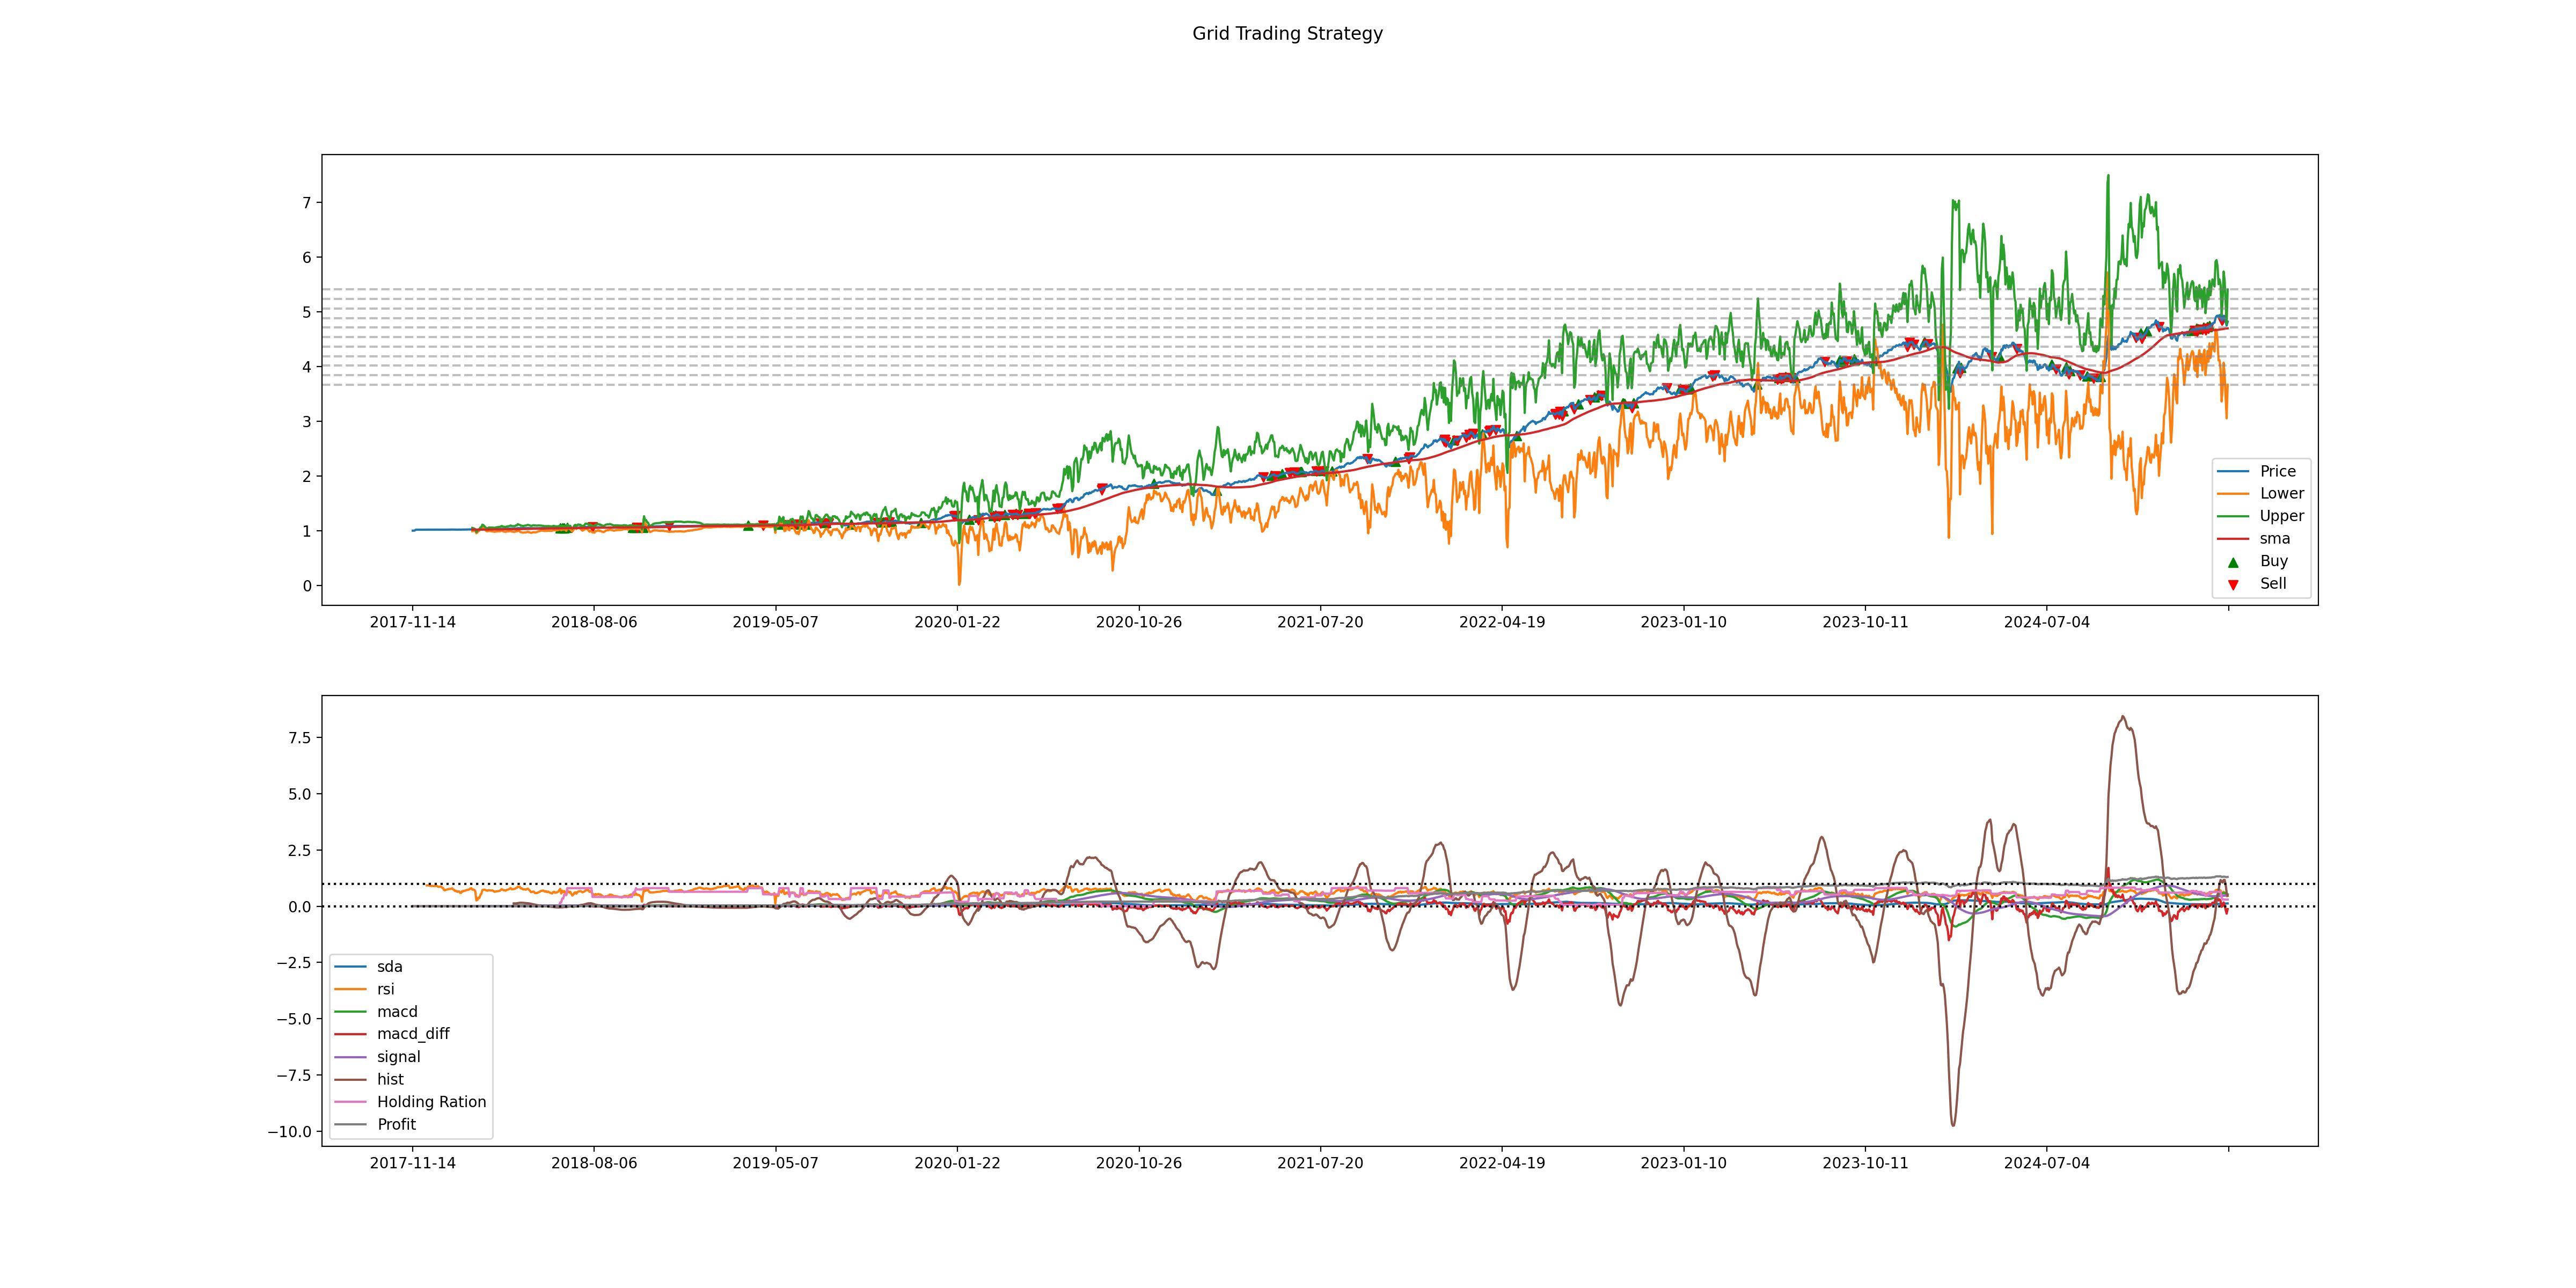 Grid Trading Strategy
7
6
5
4
3
2
1
0
Price
Lower
Upper
sma
Buy
Sell
2017-11-14 2018-08-06 2019-05-07 2020-01-22 2020-10-26 2021-07-20 2022-04-19 2023-01-10 2023-10-11 2024-07-04
7.5
5.0
2.5
0.0
−2.5
−5.0
−7.5
−10.0
sda
rsi
macd
macd_diff
signal
hist
Holding Ration
Profit
2017-11-14 2018-08-06 2019-05-07 2020-01-22 2020-10-26 2021-07-20 2022-04-19 2023-01-10 2023-10-11 2024-07-04